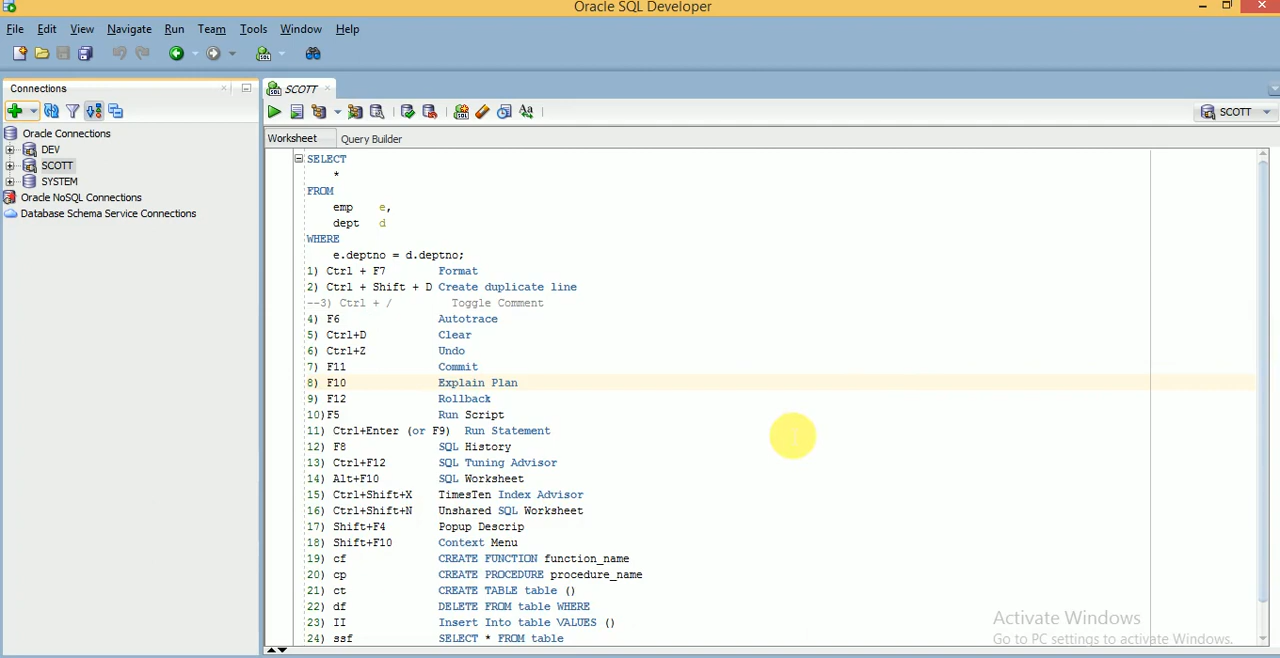 Oracle SQL Developer
File Edit View Navigate Run Team Tools Window Help
Connections
SCOTT
SCOTT
Oracle Connections
DEV
SCOTT
SYSTEM
Oracle NoSQL Connections
Database Schema Service Connections
Worksheet Query Builder
SELECT
*
FROM
emp e,
dept d
WHERE
e.deptno = d.deptno;
1) Ctrl + F7 Format
2) Ctrl + Shift + D Create duplicate line
--3) Ctrl + / Toggle Comment
4) F6 Autotrace
5) Ctrl+D Clear
6) Ctrl+Z Undo
7) F11 Commit
8) F10 Explain Plan
9) F12 Rollback
10)F5 Run Script
11) Ctrl+Enter (or F9) Run Statement
12) F8 SQL History
13) Ctrl+F12 SQL Tuning Advisor
14) Alt+F10 SQL Worksheet
15) Ctrl+Shift+X TimesTen Index Advisor
16) Ctrl+Shift+N Unshared SQL Worksheet
17) Shift+F4 Popup Descrip
18) Shift+F10 Context Menu
19) cf CREATE FUNCTION function_name
20) cp CREATE PROCEDURE procedure_name
21) ct CREATE TABLE table ()
22) df DELETE FROM table WHERE
23) II Insert Into table VALUES ()
24) ssf SELECT * FROM table
Activate Windows
Go to PC settings to activate Windows.